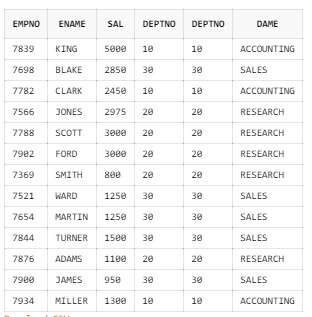 EMPNO ENAME SAL DEPTNO DEPTNO DAME
7839 KING 5000 10 10 ACCOUNTING
7698 BLAKE 2850 30 30 SALES
7782 CLARK 2450 10 10 ACCOUNTING
7566 JONES 2975 20 20 RESEARCH
7788 SCOTT 3000 20 20 RESEARCH
7902 FORD 3000 20 20 RESEARCH
7369 SMITH 800 20 20 RESEARCH
7521 WARD 1250 30 30 SALES
7654 MARTIN 1250 30 30 SALES
7844 TURNER 1500 30 30 SALES
7876 ADAMS 1100 20 20 RESEARCH
7900 JAMES 950 30 30 SALES
7934 MILLER 1300 10 10 ACCOUNTING